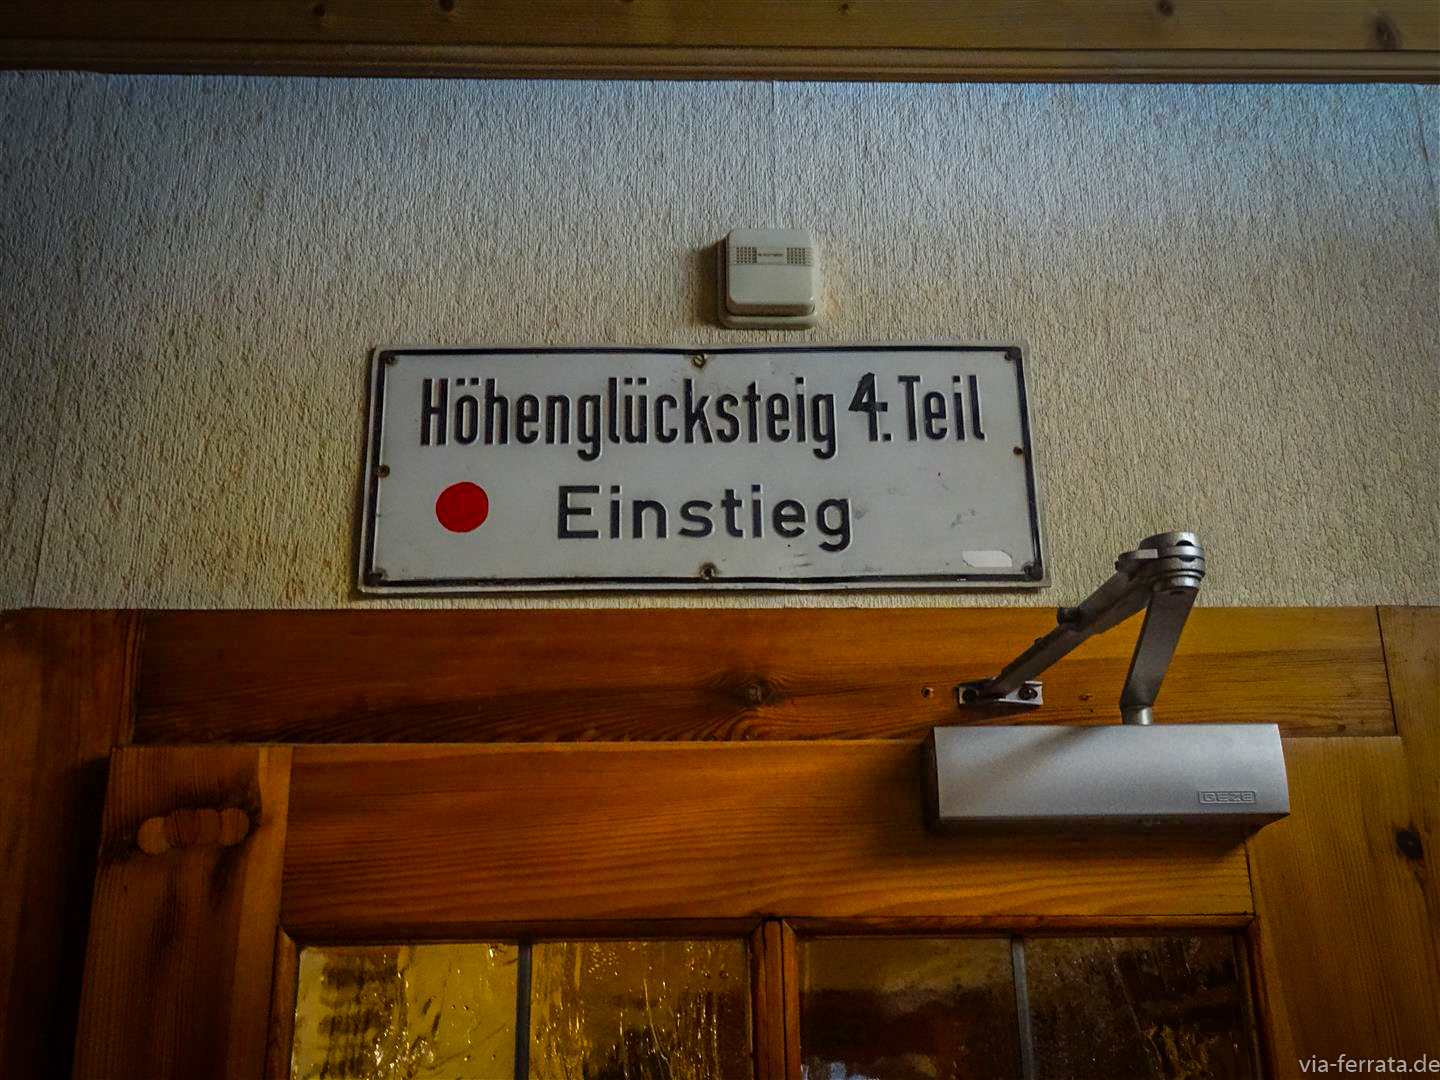 Höhenglücksteig 4. Teil
Einstieg
GEZE
via-ferrata.de